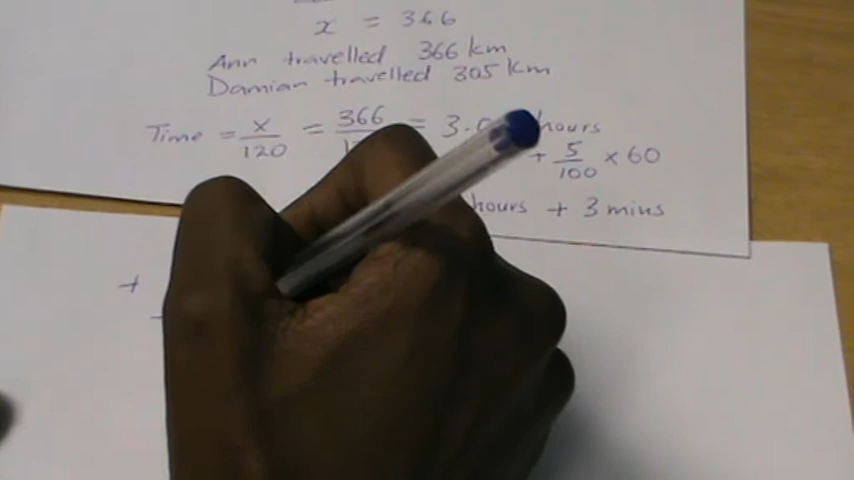 x = 366
Ann travelled 366 km
Damian travelled 305 km
Time = x/120 = 366/ = 3. hours
+ 5/100 × 60
hours + 3 mins
+